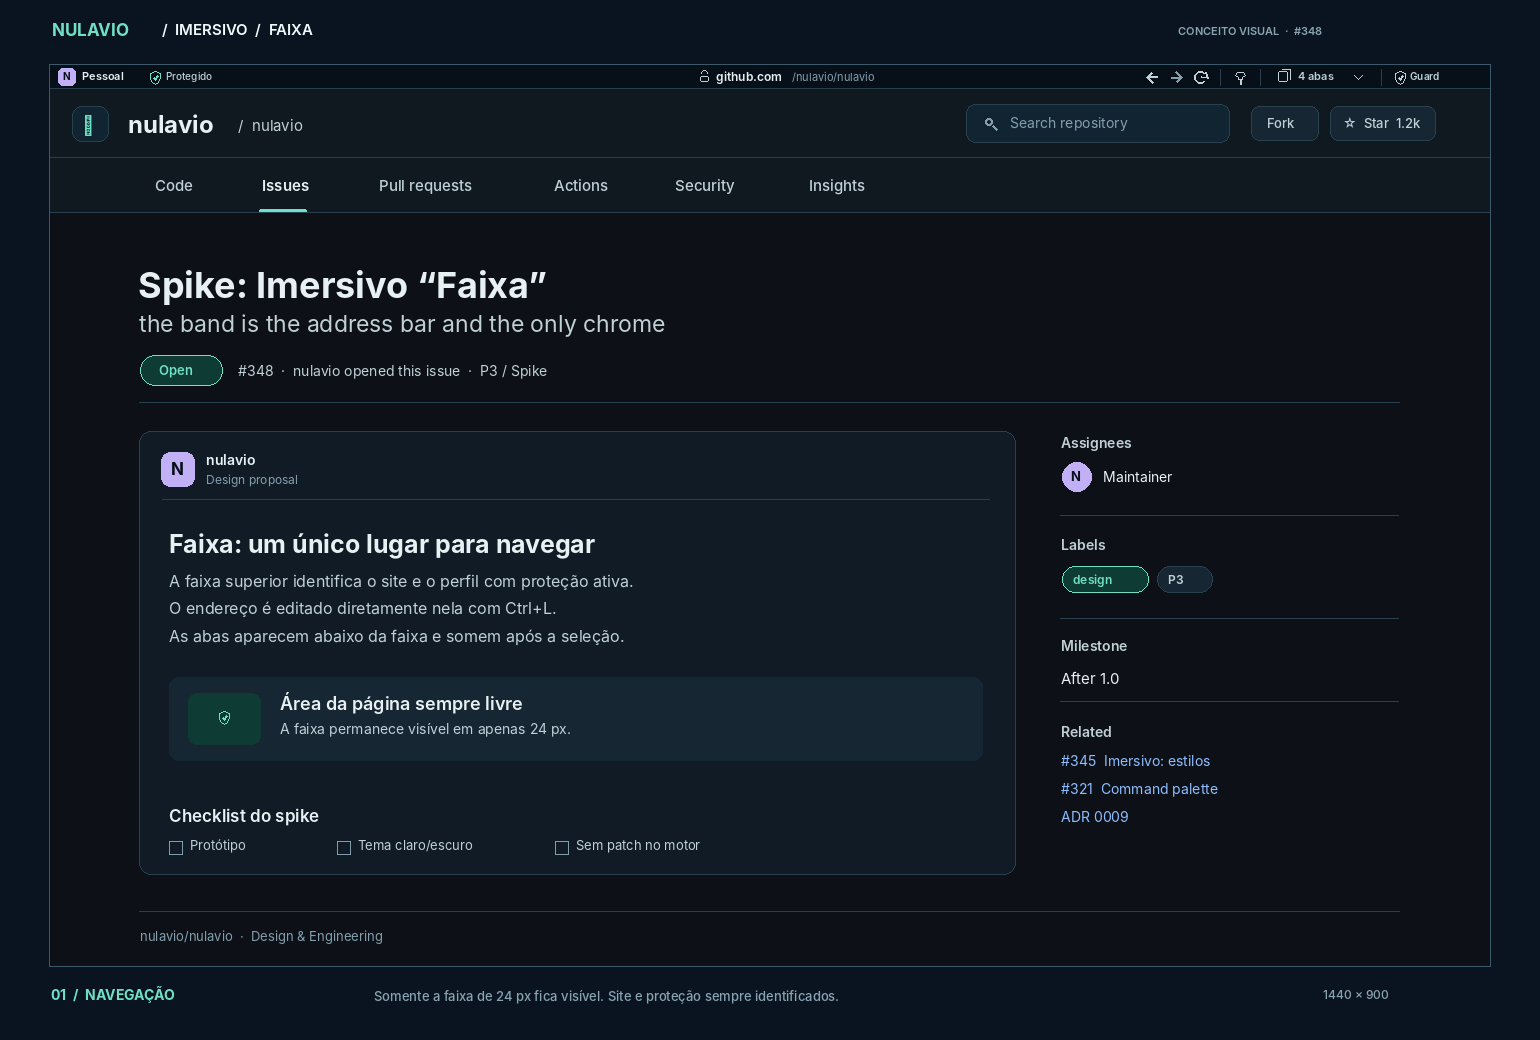 NULAVIO / IMERSIVO / FAIXA
CONCEITO VISUAL · #348
N Pessoal Protegido github.com /nulavio/nulavio 4 abas Guard
nulavio / nulavio Search repository Fork ☆ Star 1.2k
Code Issues Pull requests Actions Security Insights
Spike: Imersivo “Faixa”
the band is the address bar and the only chrome
Open #348 · nulavio opened this issue · P3 / Spike
N nulavio
Design proposal
Faixa: um único lugar para navegar
A faixa superior identifica o site e o perfil com proteção ativa.
O endereço é editado diretamente nela com Ctrl+L.
As abas aparecem abaixo da faixa e somem após a seleção.
Área da página sempre livre
A faixa permanece visível em apenas 24 px.
Checklist do spike
Protótipo Tema claro/escuro Sem patch no motor
Assignees
N Maintainer
Labels
design P3
Milestone
After 1.0
Related
#345 Imersivo: estilos
#321 Command palette
ADR 0009
nulavio/nulavio · Design & Engineering
01 / NAVEGAÇÃO
Somente a faixa de 24 px fica visível. Site e proteção sempre identificados.
1440 × 900